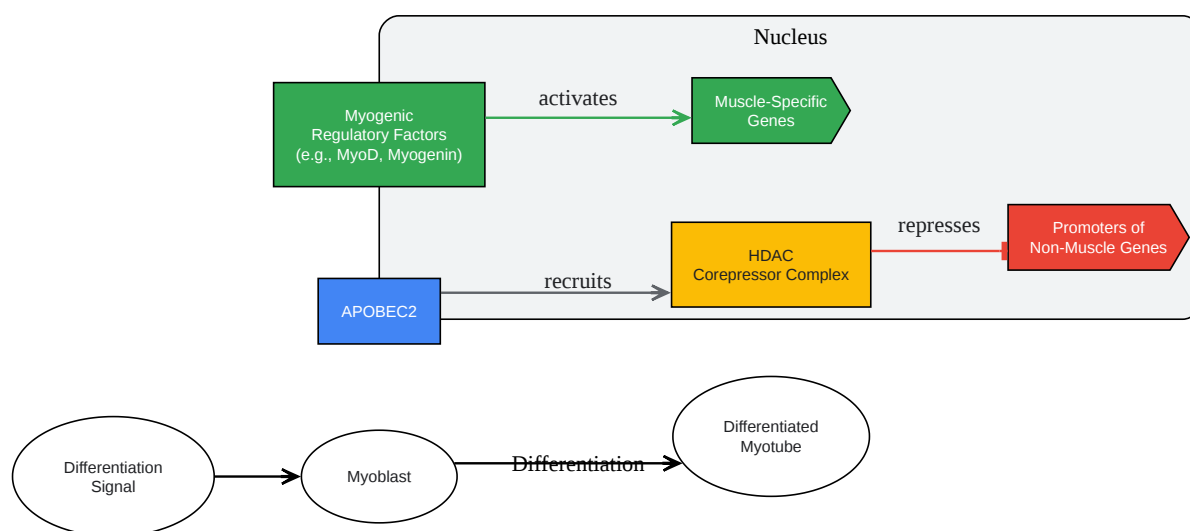 Nucleus
Myogenic
Regulatory Factors
(e.g., MyoD, Myogenin)
activates
Muscle-Specific
Genes
APOBEC2
recruits
HDAC
Corepressor Complex
represses
Promoters of
Non-Muscle Genes
Differentiation
Signal
Myoblast
Differentiation
Differentiated
Myotube